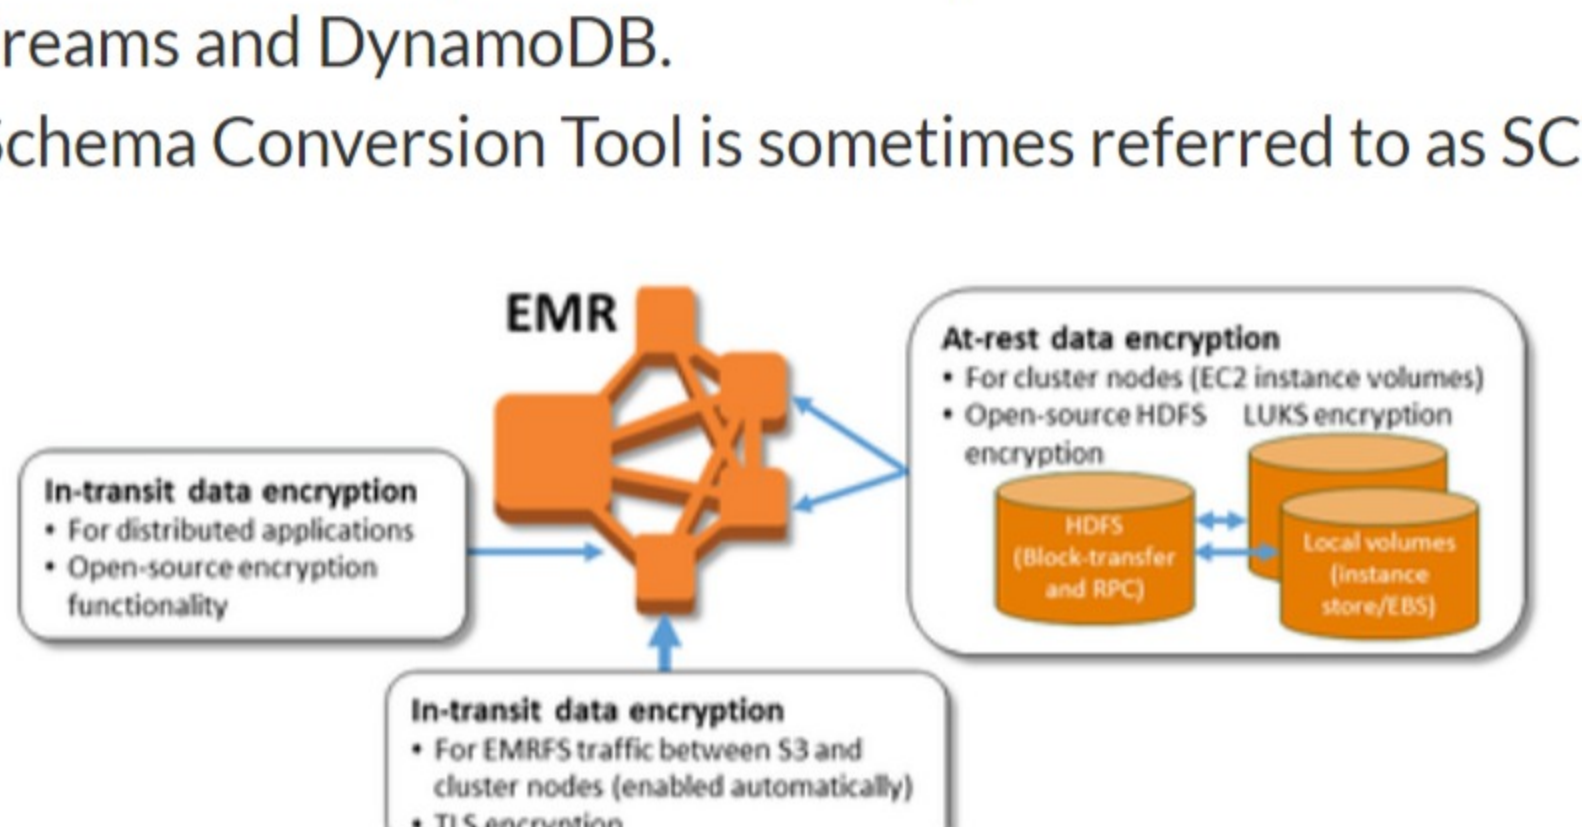 reams and DynamoDB.
Schema Conversion Tool is sometimes referred to as SC
EMR
At-rest data encryption
• For cluster nodes (EC2 instance volumes)
• Open-source HDFS encryption
LUKS encryption
HDFS
(Block-transfer
and RPC)
Local volumes
(instance
store/EBS)
In-transit data encryption
• For distributed applications
• Open-source encryption
functionality
In-transit data encryption
• For EMRFS traffic between S3 and
cluster nodes (enabled automatically)
• TLS encryption